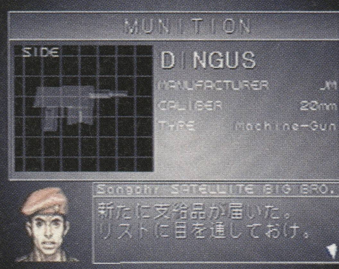 MUNITION
SIDE
DINGUS
MANUFACTURER JM
CALIBER 20mm
TYPE Machine-Gun
SATELLITE BIG BRO.
新たに支給品が届いた。
リストに目を通しておけ。